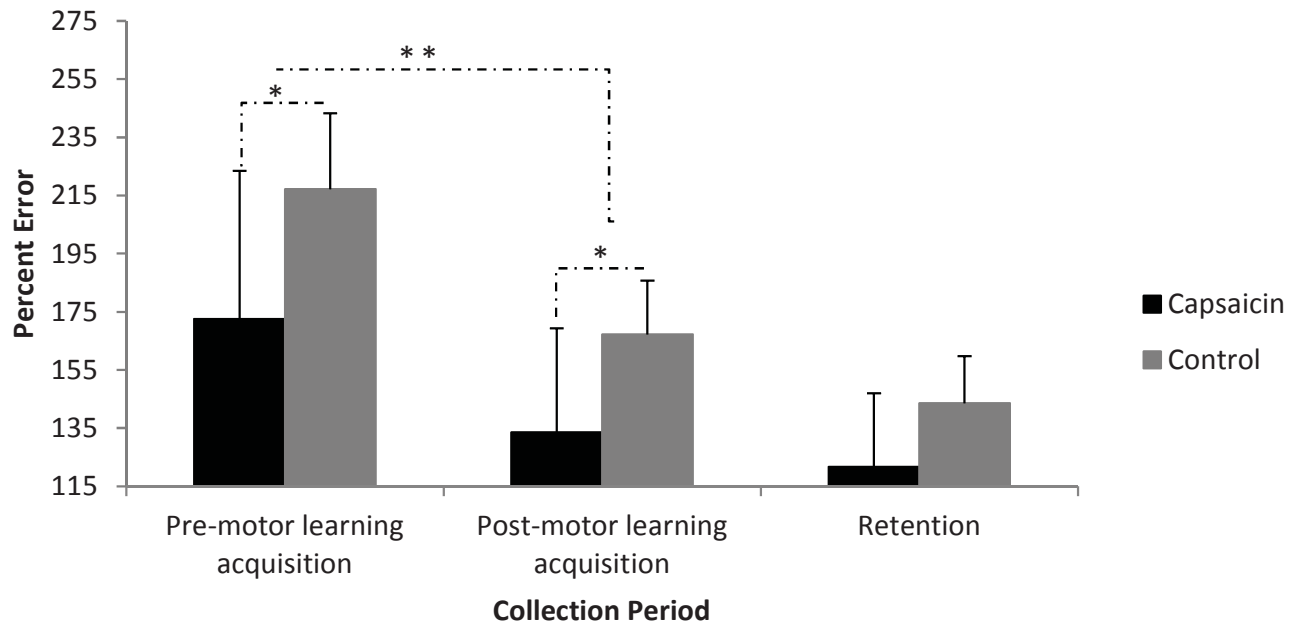 275
255
235
215
195
175
155
135
115
Percent Error
* *
*
*
Capsaicin
Control
Pre-motor learning
acquisition
Post-motor learning
acquisition
Retention
Collection Period